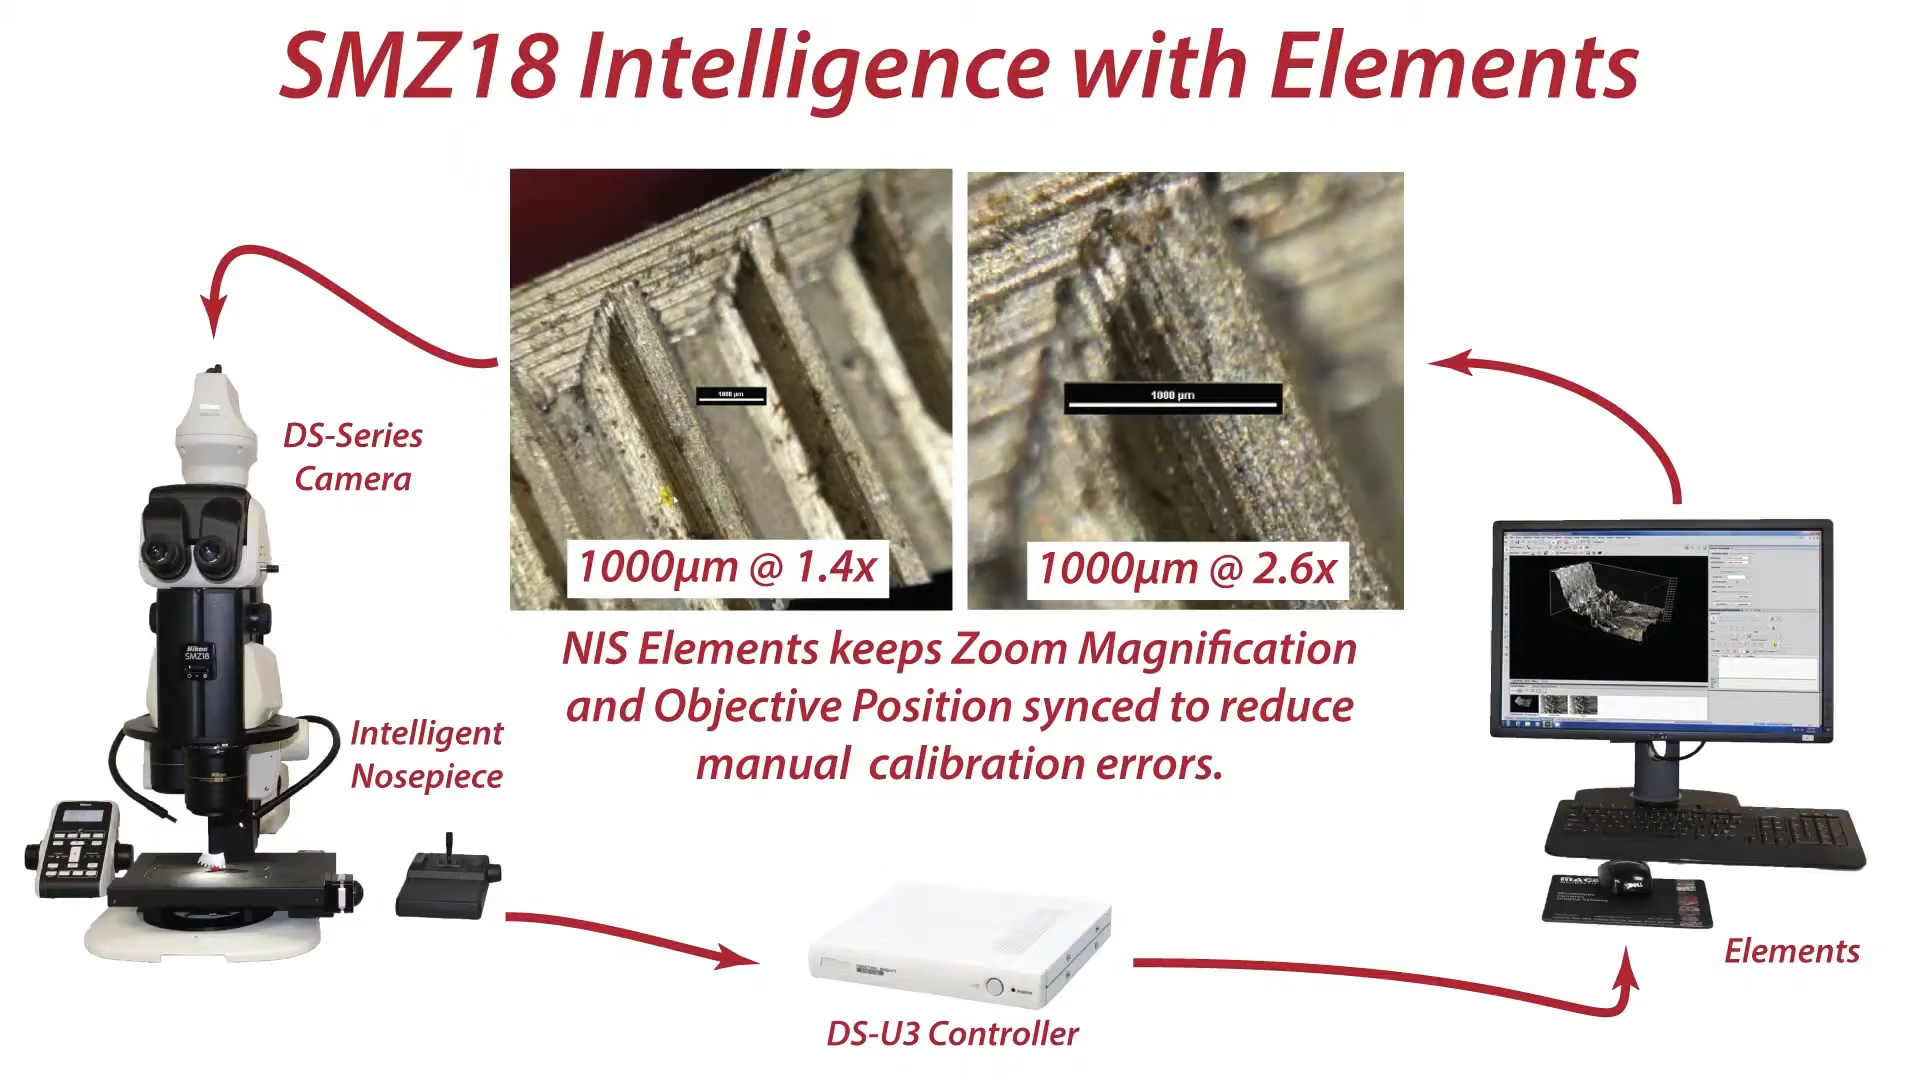 SMZ18 Intelligence with Elements
1000 µm
1000 µm
1000µm @ 1.4x
1000µm @ 2.6x
DS-Series
Camera
Nikon
SMZ18
Intelligent
Nosepiece
NIS Elements keeps Zoom Magnification
and Objective Position synced to reduce
manual calibration errors.
DELL
Elements
DS-U3 Controller